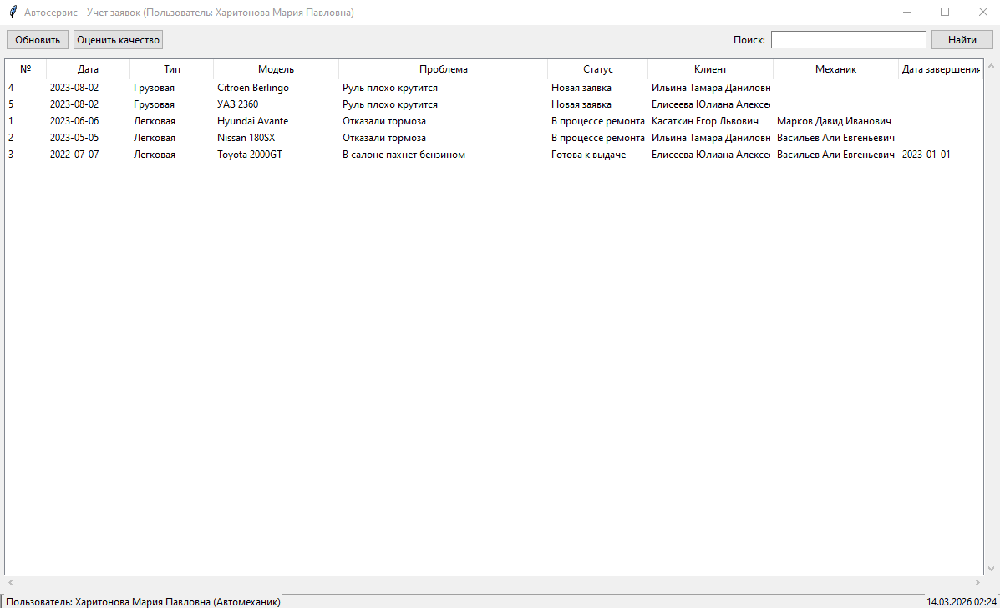 Автосервис - Учет заявок (Пользователь: Харитонова Мария Павловна)
Обновить Оценить качество Поиск: Найти
№ Дата Тип Модель Проблема Статус Клиент Механик Дата завершения
4 2023-08-02 Грузовая Citroen Berlingo Руль плохо крутится Новая заявка Ильина Тамара Даниловн
5 2023-08-02 Грузовая УАЗ 2360 Руль плохо крутится Новая заявка Елисеева Юлиана Алексе
1 2023-06-06 Легковая Hyundai Avante Отказали тормоза В процессе ремонта Касаткин Егор Львович Марков Давид Иванович
2 2023-05-05 Легковая Nissan 180SX Отказали тормоза В процессе ремонта Ильина Тамара Даниловн Васильев Али Евгеньевич
3 2022-07-07 Легковая Toyota 2000GT В салоне пахнет бензином Готова к выдаче Елисеева Юлиана Алексе Васильев Али Евгеньевич 2023-01-01
Пользователь: Харитонова Мария Павловна (Автомеханик) 14.03.2026 02:24